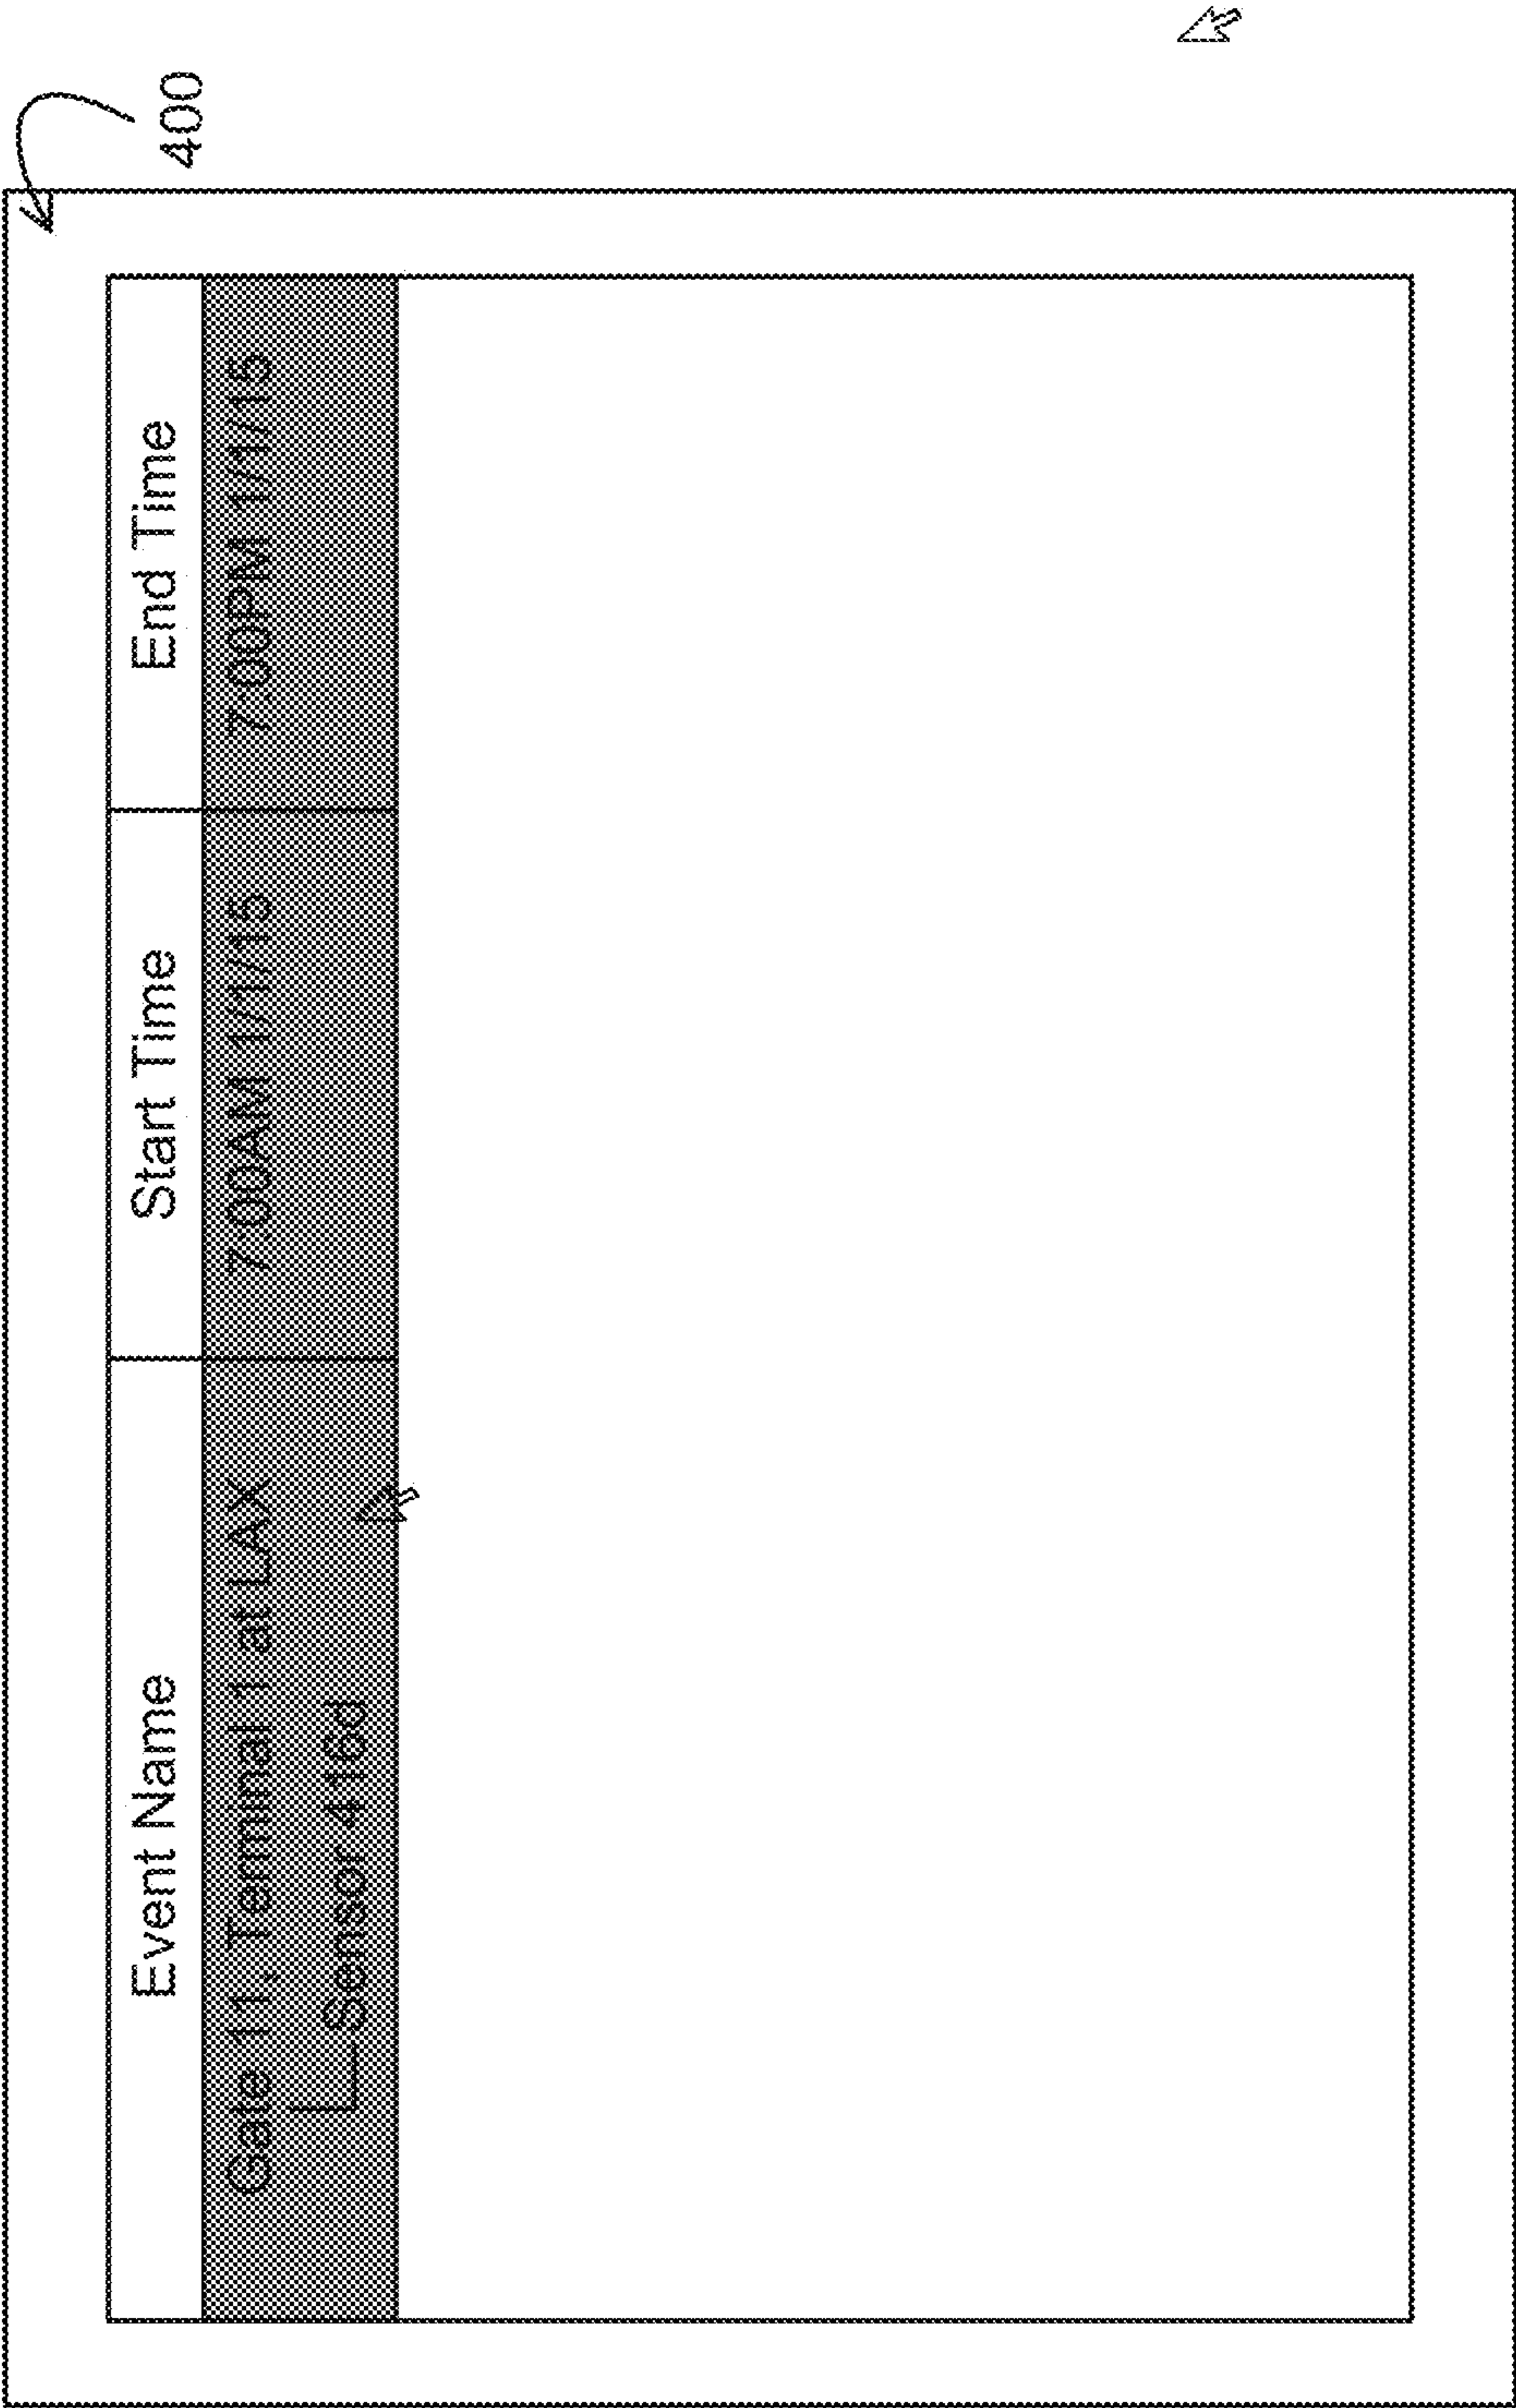 400
Event Name Start Time End Time
Gate 11, Terminal 1 at LAX 7:00AM 1/1/15 7:00PM 1/1/15
Sensor 416d